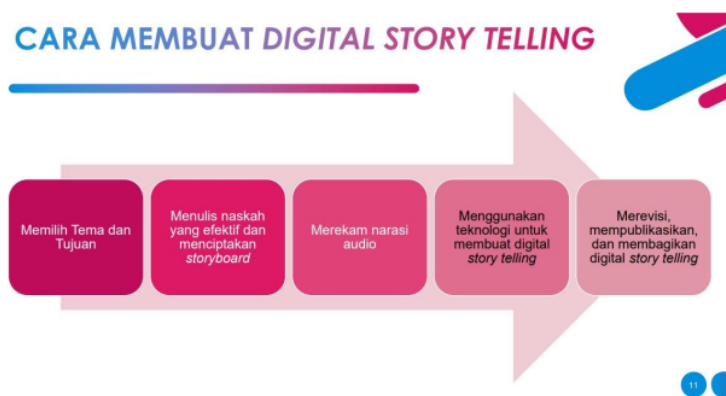 CARA MEMBUAT DIGITAL STORY TELLING
Memilih Tema dan
Tujuan
Menulis naskah
yang efektif dan
menciptakan
storyboard
Merekam narasi
audio
Menggunakan
teknologi untuk
membuat digital
story telling
Merevisi,
mempublikasikan,
dan membagikan
digital story telling
11